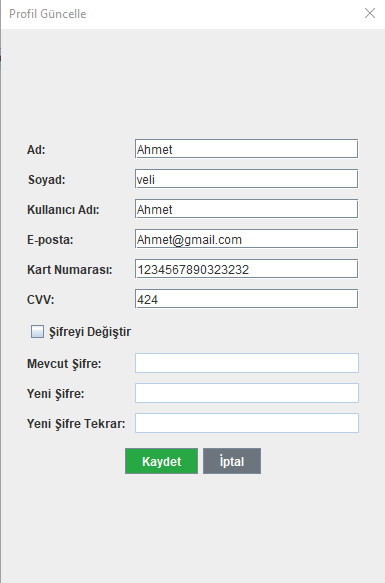 Profil Güncelle
Ad: Ahmet
Soyad: veli
Kullanıcı Adı: Ahmet
E-posta: Ahmet@gmail.com
Kart Numarası: 1234567890323232
CVV: 424
Şifreyi Değiştir
Mevcut Şifre:
Yeni Şifre:
Yeni Şifre Tekrar:
Kaydet İptal